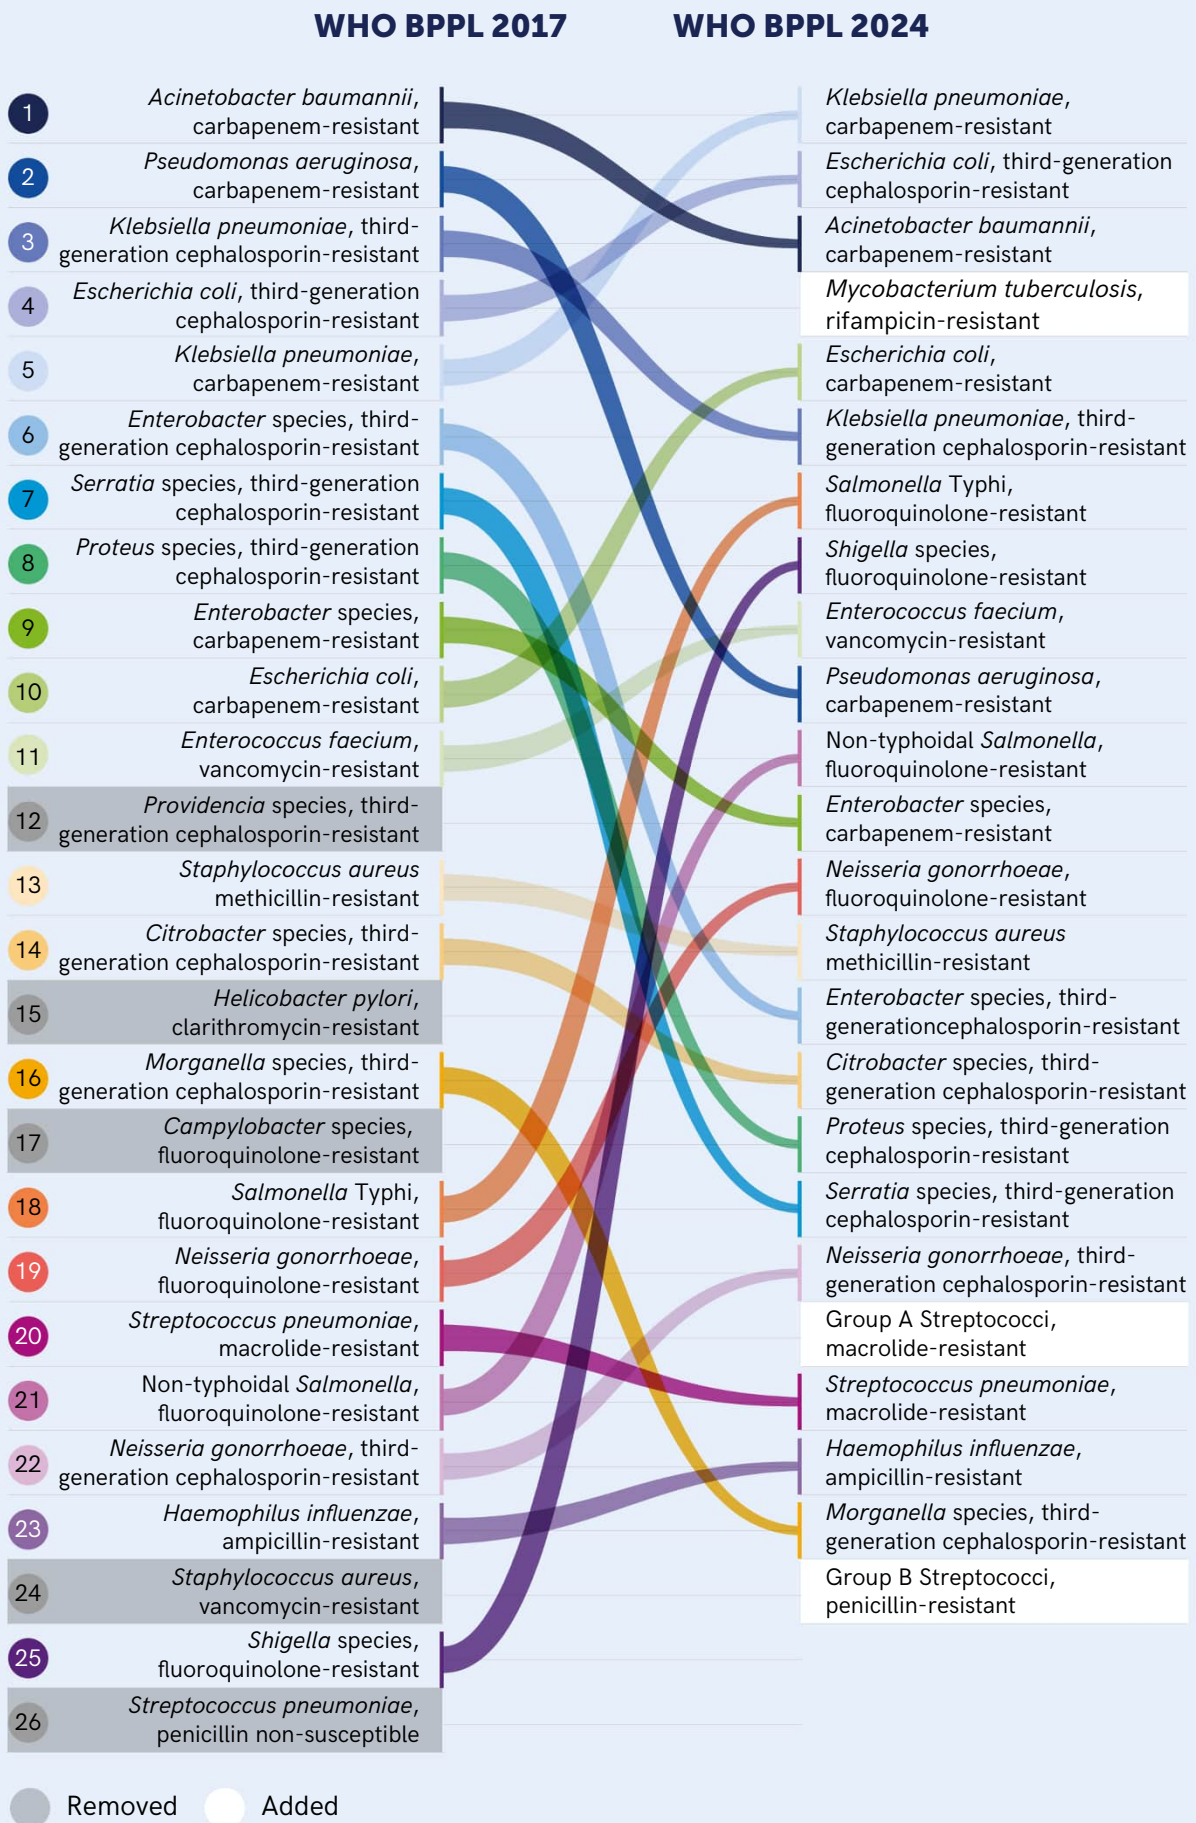 WHO BPPL 2017
WHO BPPL 2024
1
Acinetobacter baumannii,
carbapenem-resistant
2
Pseudomonas aeruginosa,
carbapenem-resistant
3
Klebsiella pneumoniae, third-
generation cephalosporin-resistant
4
Escherichia coli, third-generation
cephalosporin-resistant
5
Klebsiella pneumoniae,
carbapenem-resistant
6
Enterobacter species, third-
generation cephalosporin-resistant
7
Serratia species, third-generation
cephalosporin-resistant
8
Proteus species, third-generation
cephalosporin-resistant
9
Enterobacter species,
carbapenem-resistant
10
Escherichia coli,
carbapenem-resistant
11
Enterococcus faecium,
vancomycin-resistant
12
Providencia species, third-
generation cephalosporin-resistant
13
Staphylococcus aureus
methicillin-resistant
14
Citrobacter species, third-
generation cephalosporin-resistant
15
Helicobacter pylori,
clarithromycin-resistant
16
Morganella species, third-
generation cephalosporin-resistant
17
Campylobacter species,
fluoroquinolone-resistant
18
Salmonella Typhi,
fluoroquinolone-resistant
19
Neisseria gonorrhoeae,
fluoroquinolone-resistant
20
Streptococcus pneumoniae,
macrolide-resistant
21
Non-typhoidal Salmonella,
fluoroquinolone-resistant
22
Neisseria gonorrhoeae, third-
generation cephalosporin-resistant
23
Haemophilus influenzae,
ampicillin-resistant
24
Staphylococcus aureus,
vancomycin-resistant
25
Shigella species,
fluoroquinolone-resistant
26
Streptococcus pneumoniae,
penicillin non-susceptible
Klebsiella pneumoniae,
carbapenem-resistant
Escherichia coli, third-generation
cephalosporin-resistant
Acinetobacter baumannii,
carbapenem-resistant
Mycobacterium tuberculosis,
rifampicin-resistant
Escherichia coli,
carbapenem-resistant
Klebsiella pneumoniae, third-
generation cephalosporin-resistant
Salmonella Typhi,
fluoroquinolone-resistant
Shigella species,
fluoroquinolone-resistant
Enterococcus faecium,
vancomycin-resistant
Pseudomonas aeruginosa,
carbapenem-resistant
Non-typhoidal Salmonella,
fluoroquinolone-resistant
Enterobacter species,
carbapenem-resistant
Neisseria gonorrhoeae,
fluoroquinolone-resistant
Staphylococcus aureus
methicillin-resistant
Enterobacter species, third-
generationcephalosporin-resistant
Citrobacter species, third-
generation cephalosporin-resistant
Proteus species, third-generation
cephalosporin-resistant
Serratia species, third-generation
cephalosporin-resistant
Neisseria gonorrhoeae, third-
generation cephalosporin-resistant
Group A Streptococci,
macrolide-resistant
Streptococcus pneumoniae,
macrolide-resistant
Haemophilus influenzae,
ampicillin-resistant
Morganella species, third-
generation cephalosporin-resistant
Group B Streptococci,
penicillin-resistant
Removed
Added